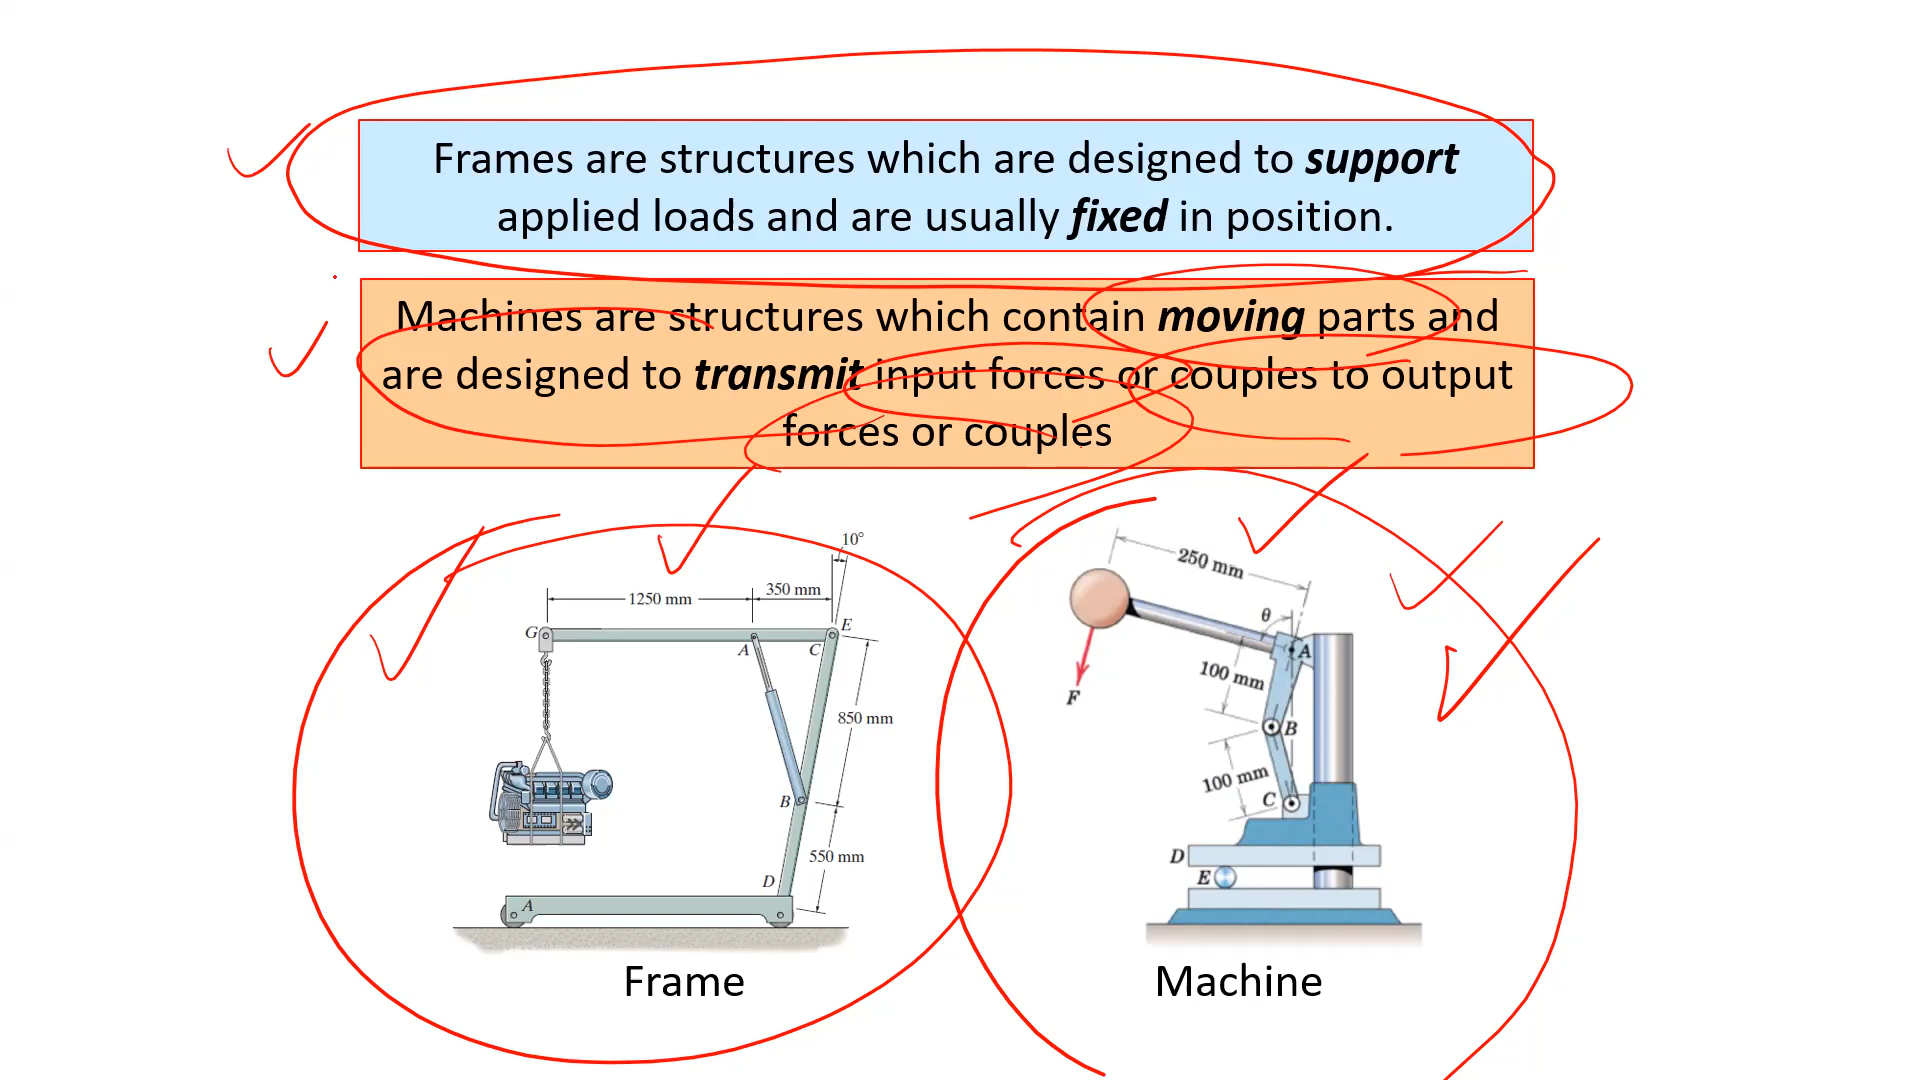 Frames are structures which are designed to support
applied loads and are usually fixed in position.
Machines are structures which contain moving parts and
are designed to transmit input forces or couples to output
forces or couples
10°
1250 mm
350 mm
G
A
C
E
850 mm
B
550 mm
D
A
Frame
250 mm
θ
A
F
100 mm
B
100 mm
C
D
E
Machine